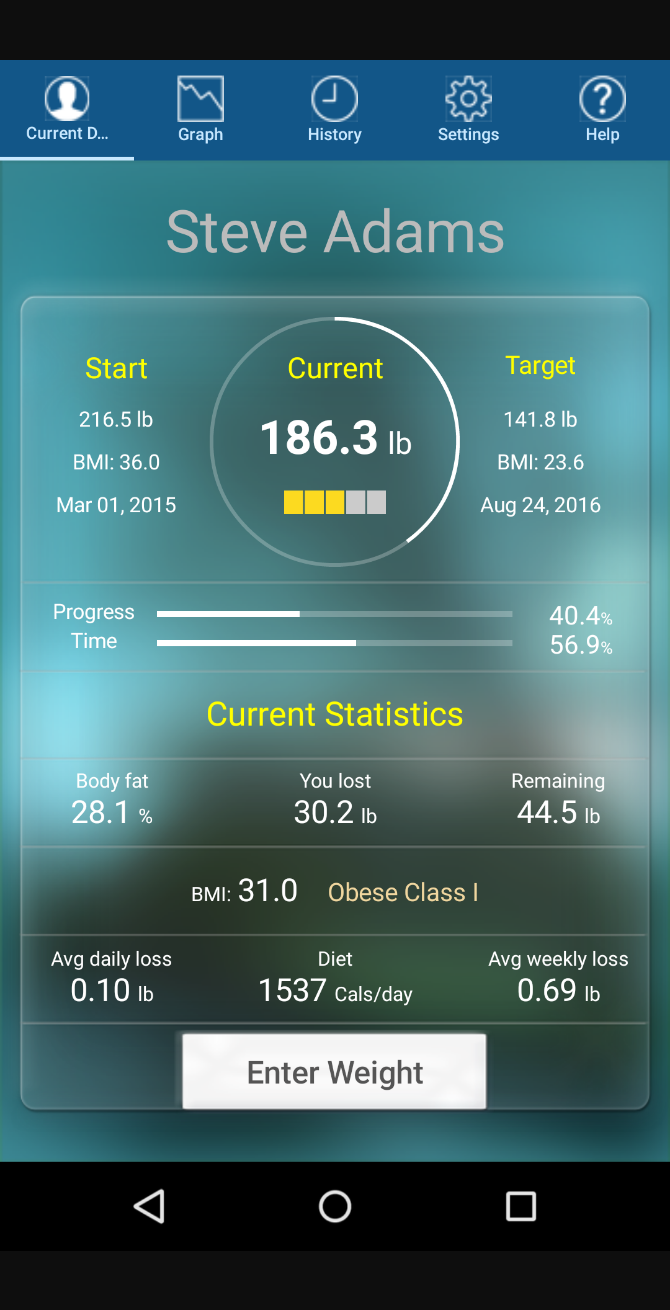 Current D...
Graph
History
Settings
Help
Steve Adams
Start
216.5 lb
BMI: 36.0
Mar 01, 2015
Current
186.3 lb
Target
141.8 lb
BMI: 23.6
Aug 24, 2016
Progress 40.4%
Time 56.9%
Current Statistics
Body fat
28.1 %
You lost
30.2 lb
Remaining
44.5 lb
BMI: 31.0 Obese Class I
Avg daily loss
0.10 lb
Diet
1537 Cals/day
Avg weekly loss
0.69 lb
Enter Weight